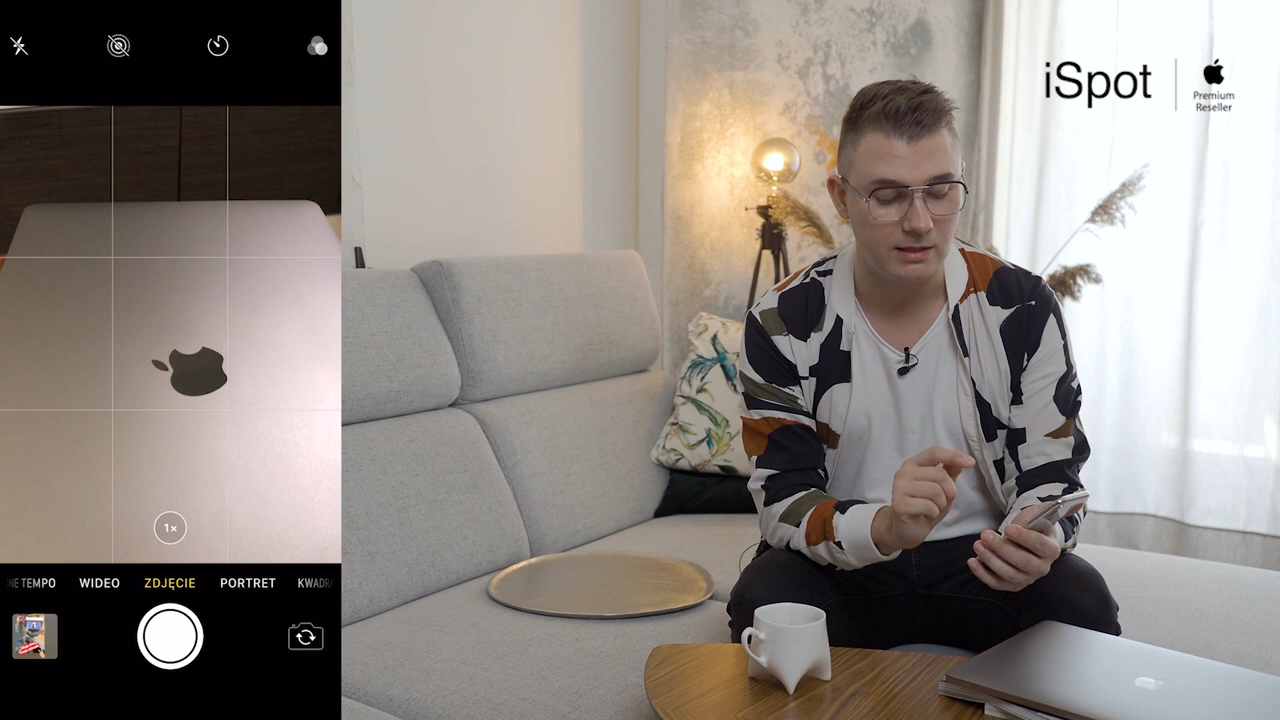 iSpot
Premium
Reseller
1×
NE TEMPO WIDEO ZDJĘCIE PORTRET KWADR